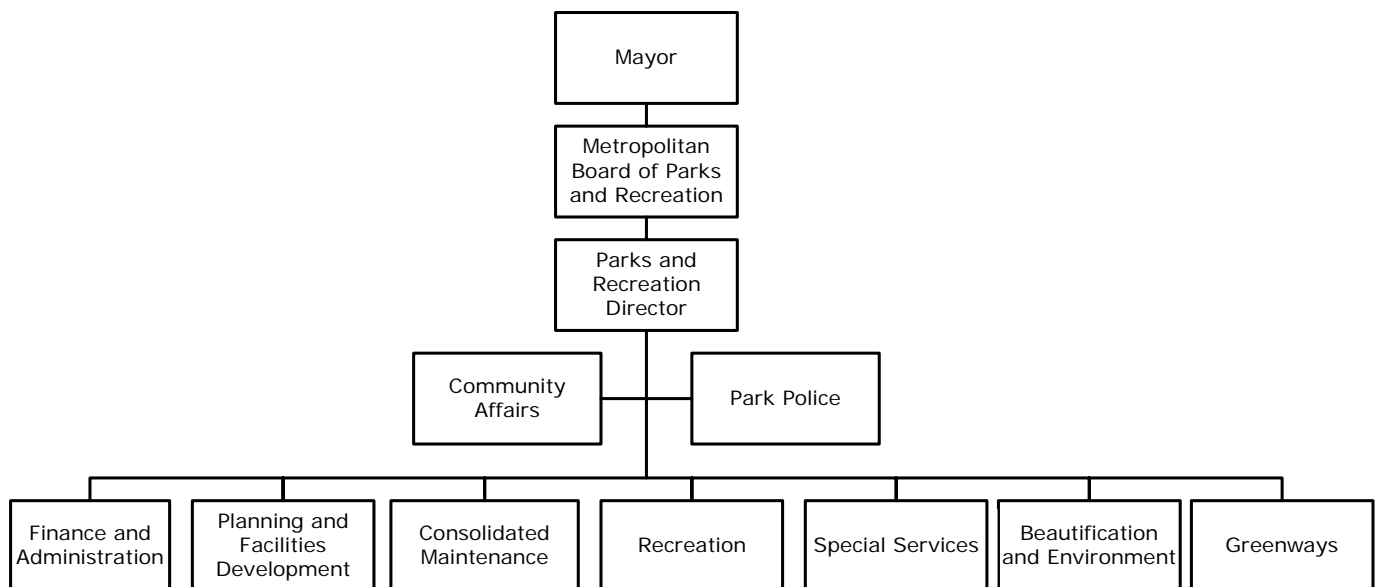 Mayor
Metropolitan
Board of Parks
and Recreation
Parks and
Recreation
Director
Community
Affairs
Park Police
Finance and
Administration
Planning and
Facilities
Development
Consolidated
Maintenance
Recreation
Special Services
Beautification
and Environment
Greenways